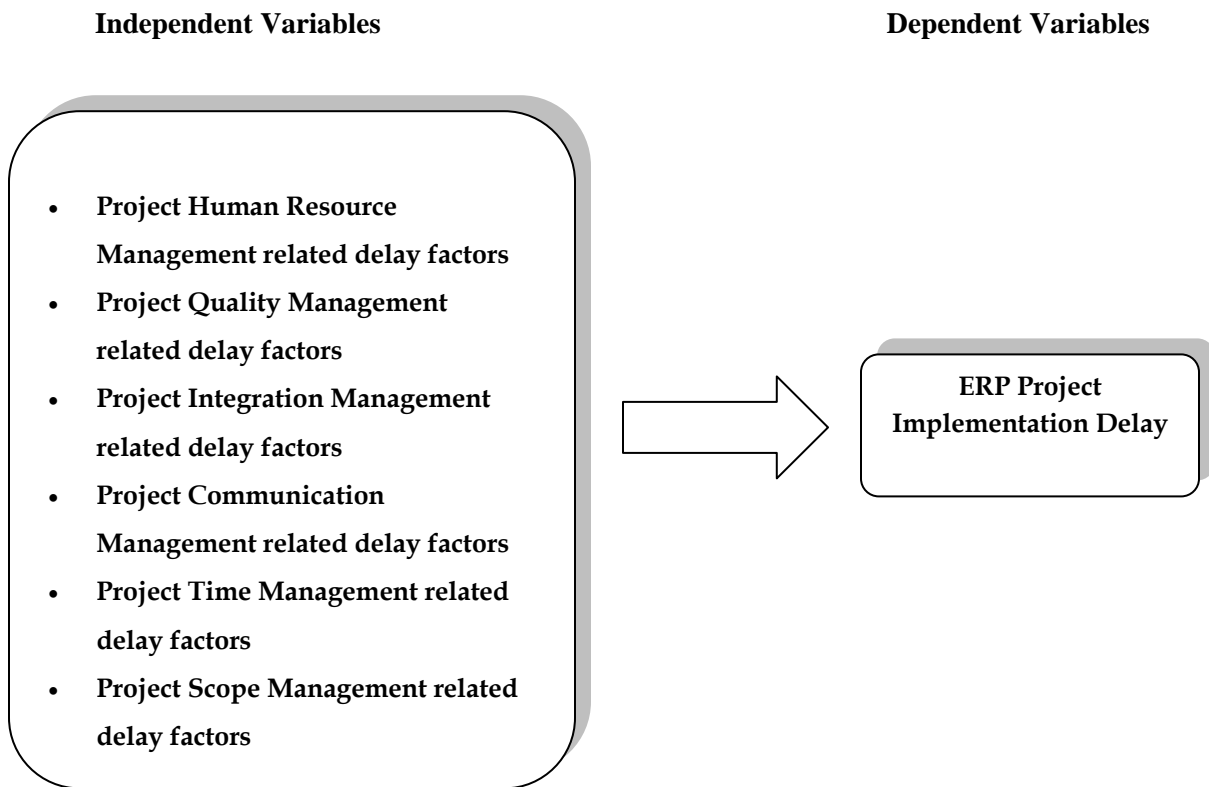 Independent Variables
Dependent Variables
• Project Human Resource
Management related delay factors
• Project Quality Management
related delay factors
• Project Integration Management
related delay factors
• Project Communication
Management related delay factors
• Project Time Management related
delay factors
• Project Scope Management related
delay factors
ERP Project
Implementation Delay